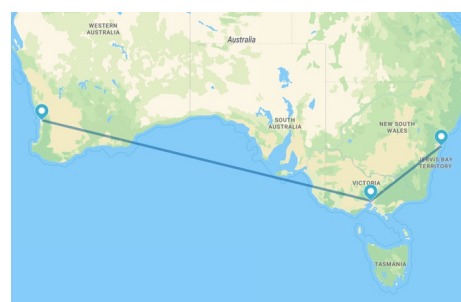 WESTERN
AUSTRALIA
Australia
SOUTH
AUSTRALIA
NEW SOUTH
WALES
JERVIS BAY
TERRITORY
VICTORIA
TASMANIA